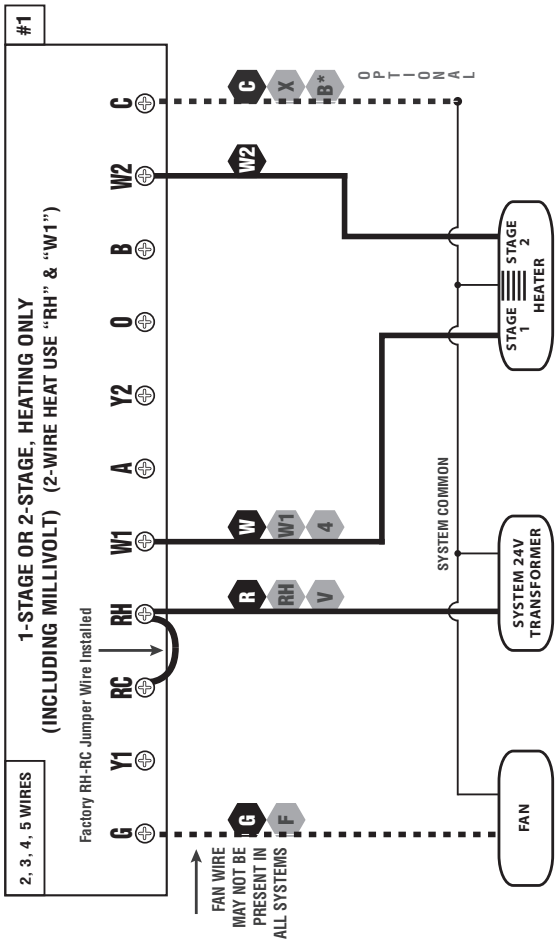 2, 3, 4, 5 WIRES
#1
1-STAGE OR 2-STAGE, HEATING ONLY
(INCLUDING MILLIVOLT) (2-WIRE HEAT USE “RH” & “W1”)
Factory RH-RC Jumper Wire Installed
G Y1 RC RH W1 A Y2 O B W2 C
FAN WIRE
MAY NOT BE
PRESENT IN
ALL SYSTEMS
G
F
R
RH
V
W
W1
4
W2
C
X
B*
OPTIONAL
SYSTEM COMMON
FAN
SYSTEM 24V
TRANSFORMER
STAGE
1
STAGE
2
HEATER